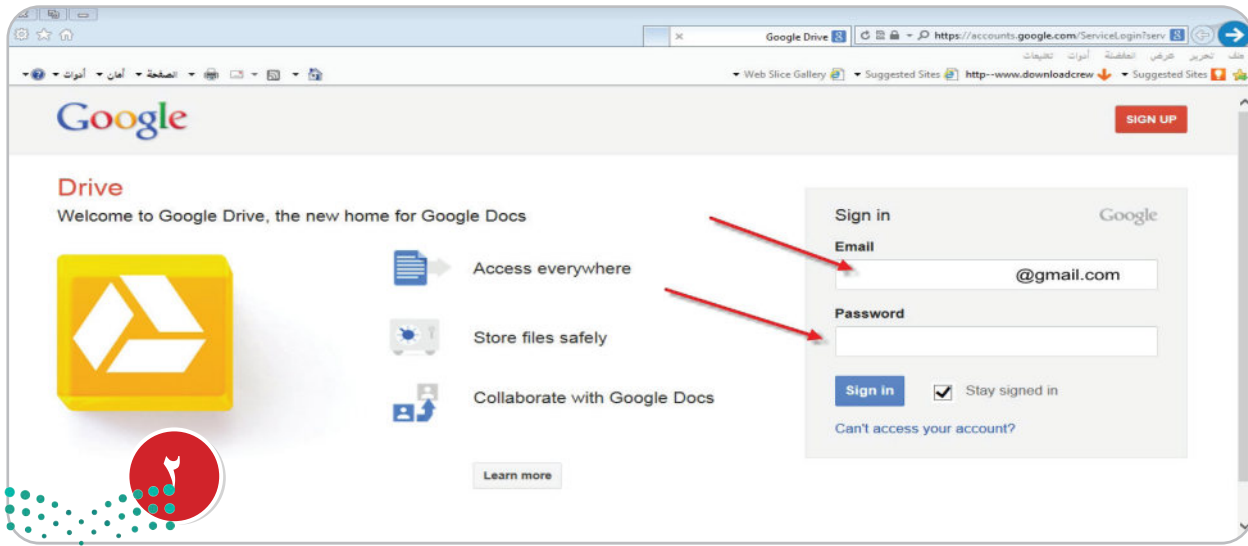 Google Drive
https://accounts.google.com/ServiceLogin?serv
تحرير عرض المفضلة أدوات تعليمات
Web Slice Gallery Suggested Sites http--www.downloadcrew Suggested Sites
الصفحة أمان أدوات
Google
SIGN UP
Drive
Welcome to Google Drive, the new home for Google Docs
Access everywhere
Store files safely
Collaborate with Google Docs
Learn more
Sign in Google
Email
@gmail.com
Password
Sign in Stay signed in
Can't access your account?
٢